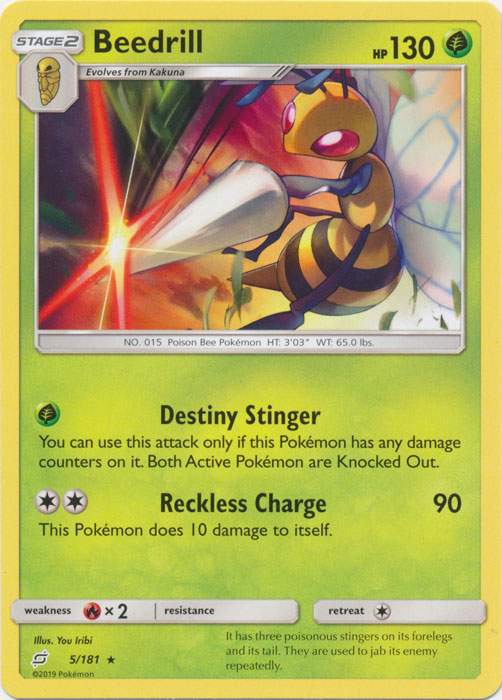 STAGE2 Beedrill HP 130
Evolves from Kakuna
NO. 015 Poison Bee Pokémon HT: 3'03" WT: 65.0 lbs.
Destiny Stinger
You can use this attack only if this Pokémon has any damage
counters on it. Both Active Pokémon are Knocked Out.
Reckless Charge 90
This Pokémon does 10 damage to itself.
weakness ×2 resistance retreat
Illus. You Iribi
5/181 ★
©2019 Pokémon
It has three poisonous stingers on its forelegs
and its tail. They are used to jab its enemy
repeatedly.